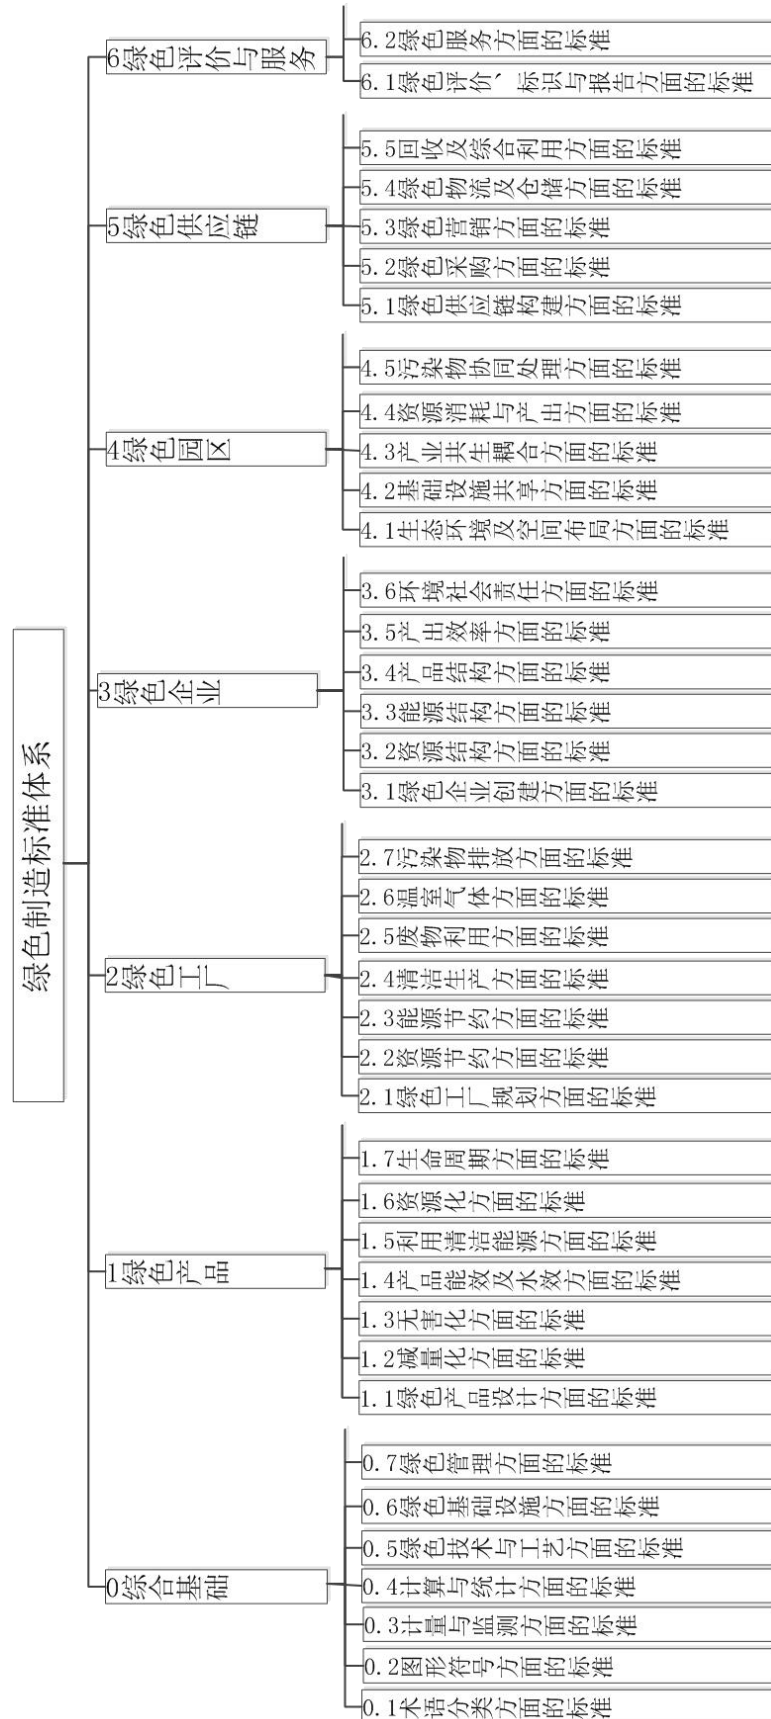 绿色制造标准体系
0综合基础
0.1术语分类方面的标准
0.2图形符号方面的标准
0.3计量与监测方面的标准
0.4计算与统计方面的标准
0.5绿色技术与工艺方面的标准
0.6绿色基础设施方面的标准
0.7绿色管理方面的标准
1绿色产品
1.1绿色产品设计方面的标准
1.2减量化方面的标准
1.3无害化方面的标准
1.4产品能效及水效方面的标准
1.5利用清洁能源方面的标准
1.6资源化方面的标准
1.7生命周期方面的标准
2绿色工厂
2.1绿色工厂规划方面的标准
2.2资源节约方面的标准
2.3能源节约方面的标准
2.4清洁生产方面的标准
2.5废物利用方面的标准
2.6温室气体方面的标准
2.7污染物排放方面的标准
3绿色企业
3.1绿色企业创建方面的标准
3.2资源结构方面的标准
3.3能源结构方面的标准
3.4产品结构方面的标准
3.5产出效率方面的标准
3.6环境社会责任方面的标准
4绿色园区
4.1生态环境及空间布局方面的标准
4.2基础设施共享方面的标准
4.3产业共生耦合方面的标准
4.4资源消耗与产出方面的标准
4.5污染物协同处理方面的标准
5绿色供应链
5.1绿色供应链构建方面的标准
5.2绿色采购方面的标准
5.3绿色营销方面的标准
5.4绿色物流及仓储方面的标准
5.5回收及综合利用方面的标准
6绿色评价与服务
6.1绿色评价、标识与报告方面的标准
6.2绿色服务方面的标准